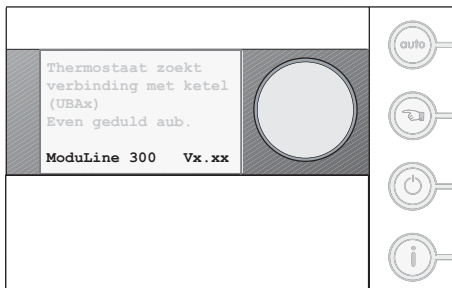 Thermostaat zoekt
verbinding met ketel
(UBAx)
Even geduld aub.
ModuLine 300 Vx.xx
auto
i